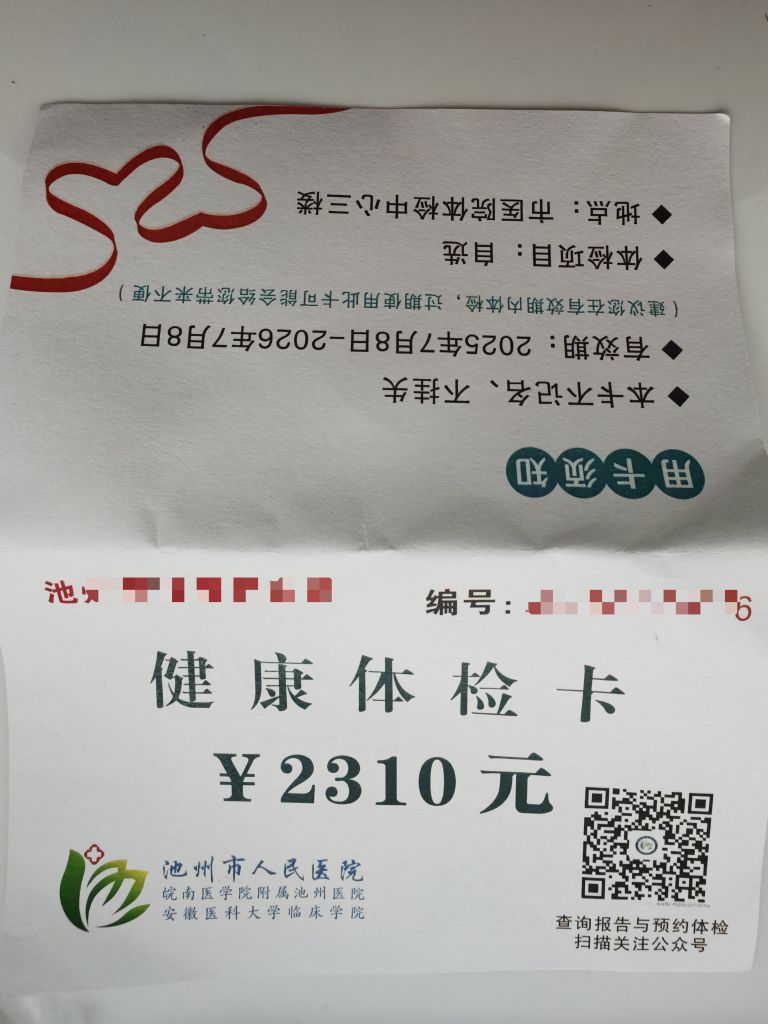 用卡须知
◆ 本卡不记名、不挂失
◆ 有效期：2025年7月8日-2026年7月8日
（建议您在有效期内体检，过期使用此卡可能会给您带来不便）
◆ 体检项目：自选
◆ 地点：市医院体检中心三楼
池
编号：6
健康体检卡
￥2310元
池州市人民医院
皖南医学院附属池州医院
安徽医科大学临床学院
查询报告与预约体检
扫描关注公众号